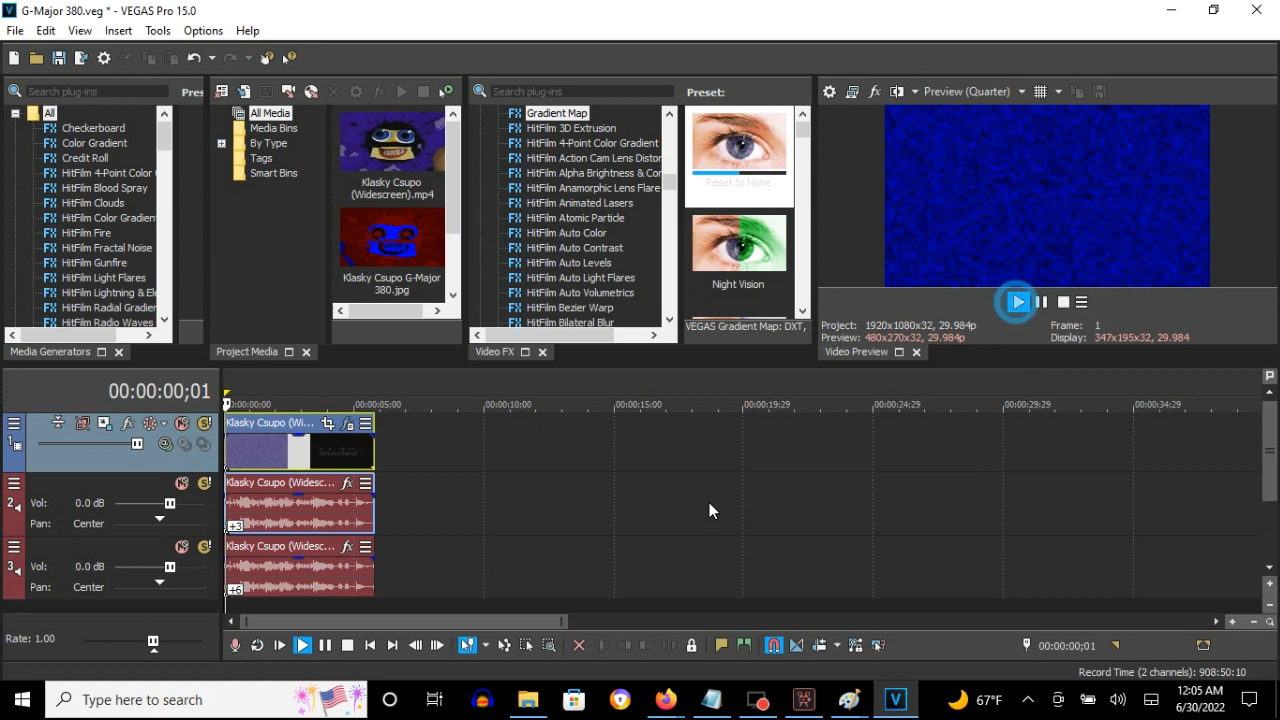 G-Major 380.veg * - VEGAS Pro 15.0
File Edit View Insert Tools Options Help
Search plug-ins Pres
All
Checkerboard
Color Gradient
Credit Roll
HitFilm 4-Point Color
HitFilm Blood Spray
HitFilm Clouds
HitFilm Color Gradien
HitFilm Fire
HitFilm Fractal Noise
HitFilm Gunfire
HitFilm Light Flares
HitFilm Lightning & Ele
HitFilm Radial Gradier
HitFilm Radio Waves
Media Generators
All Media
Media Bins
By Type
Tags
Smart Bins
Klasky Csupo
(Widescreen).mp4
Klasky Csupo G-Major
380.jpg
Project Media
Search plug-ins
Gradient Map
HitFilm 3D Extrusion
HitFilm 4-Point Color Gradient
HitFilm Action Cam Lens Distor
HitFilm Alpha Brightness & Cor
HitFilm Anamorphic Lens Flare
HitFilm Animated Lasers
HitFilm Atomic Particle
HitFilm Auto Color
HitFilm Auto Contrast
HitFilm Auto Levels
HitFilm Auto Light Flares
HitFilm Auto Volumetrics
HitFilm Bezier Warp
HitFilm Bilateral Blur
Video FX
Preset:
Reset to None
Night Vision
VEGAS Gradient Map: DXT,
Preview (Quarter)
Project: 1920x1080x32, 29.984p
Preview: 480x270x32, 29.984p
Frame: 1
Display: 347x195x32, 29.984
Video Preview
00:00:00;01
00:00:00 00:00:05;00 00:00:10;00 00:00:15;00 00:00:19;29 00:00:24;29 00:00:29;29 00:00:34;29
1
Klasky Csupo (Wi...
2
Vol: 0.0 dB
Pan: Center
Klasky Csupo (Widesc...
+3
3
Vol: 0.0 dB
Pan: Center
Klasky Csupo (Widesc...
+6
Rate: 1.00
00:00:00;01
Record Time (2 channels): 908:50:10
Type here to search
67°F
12:05 AM
6/30/2022